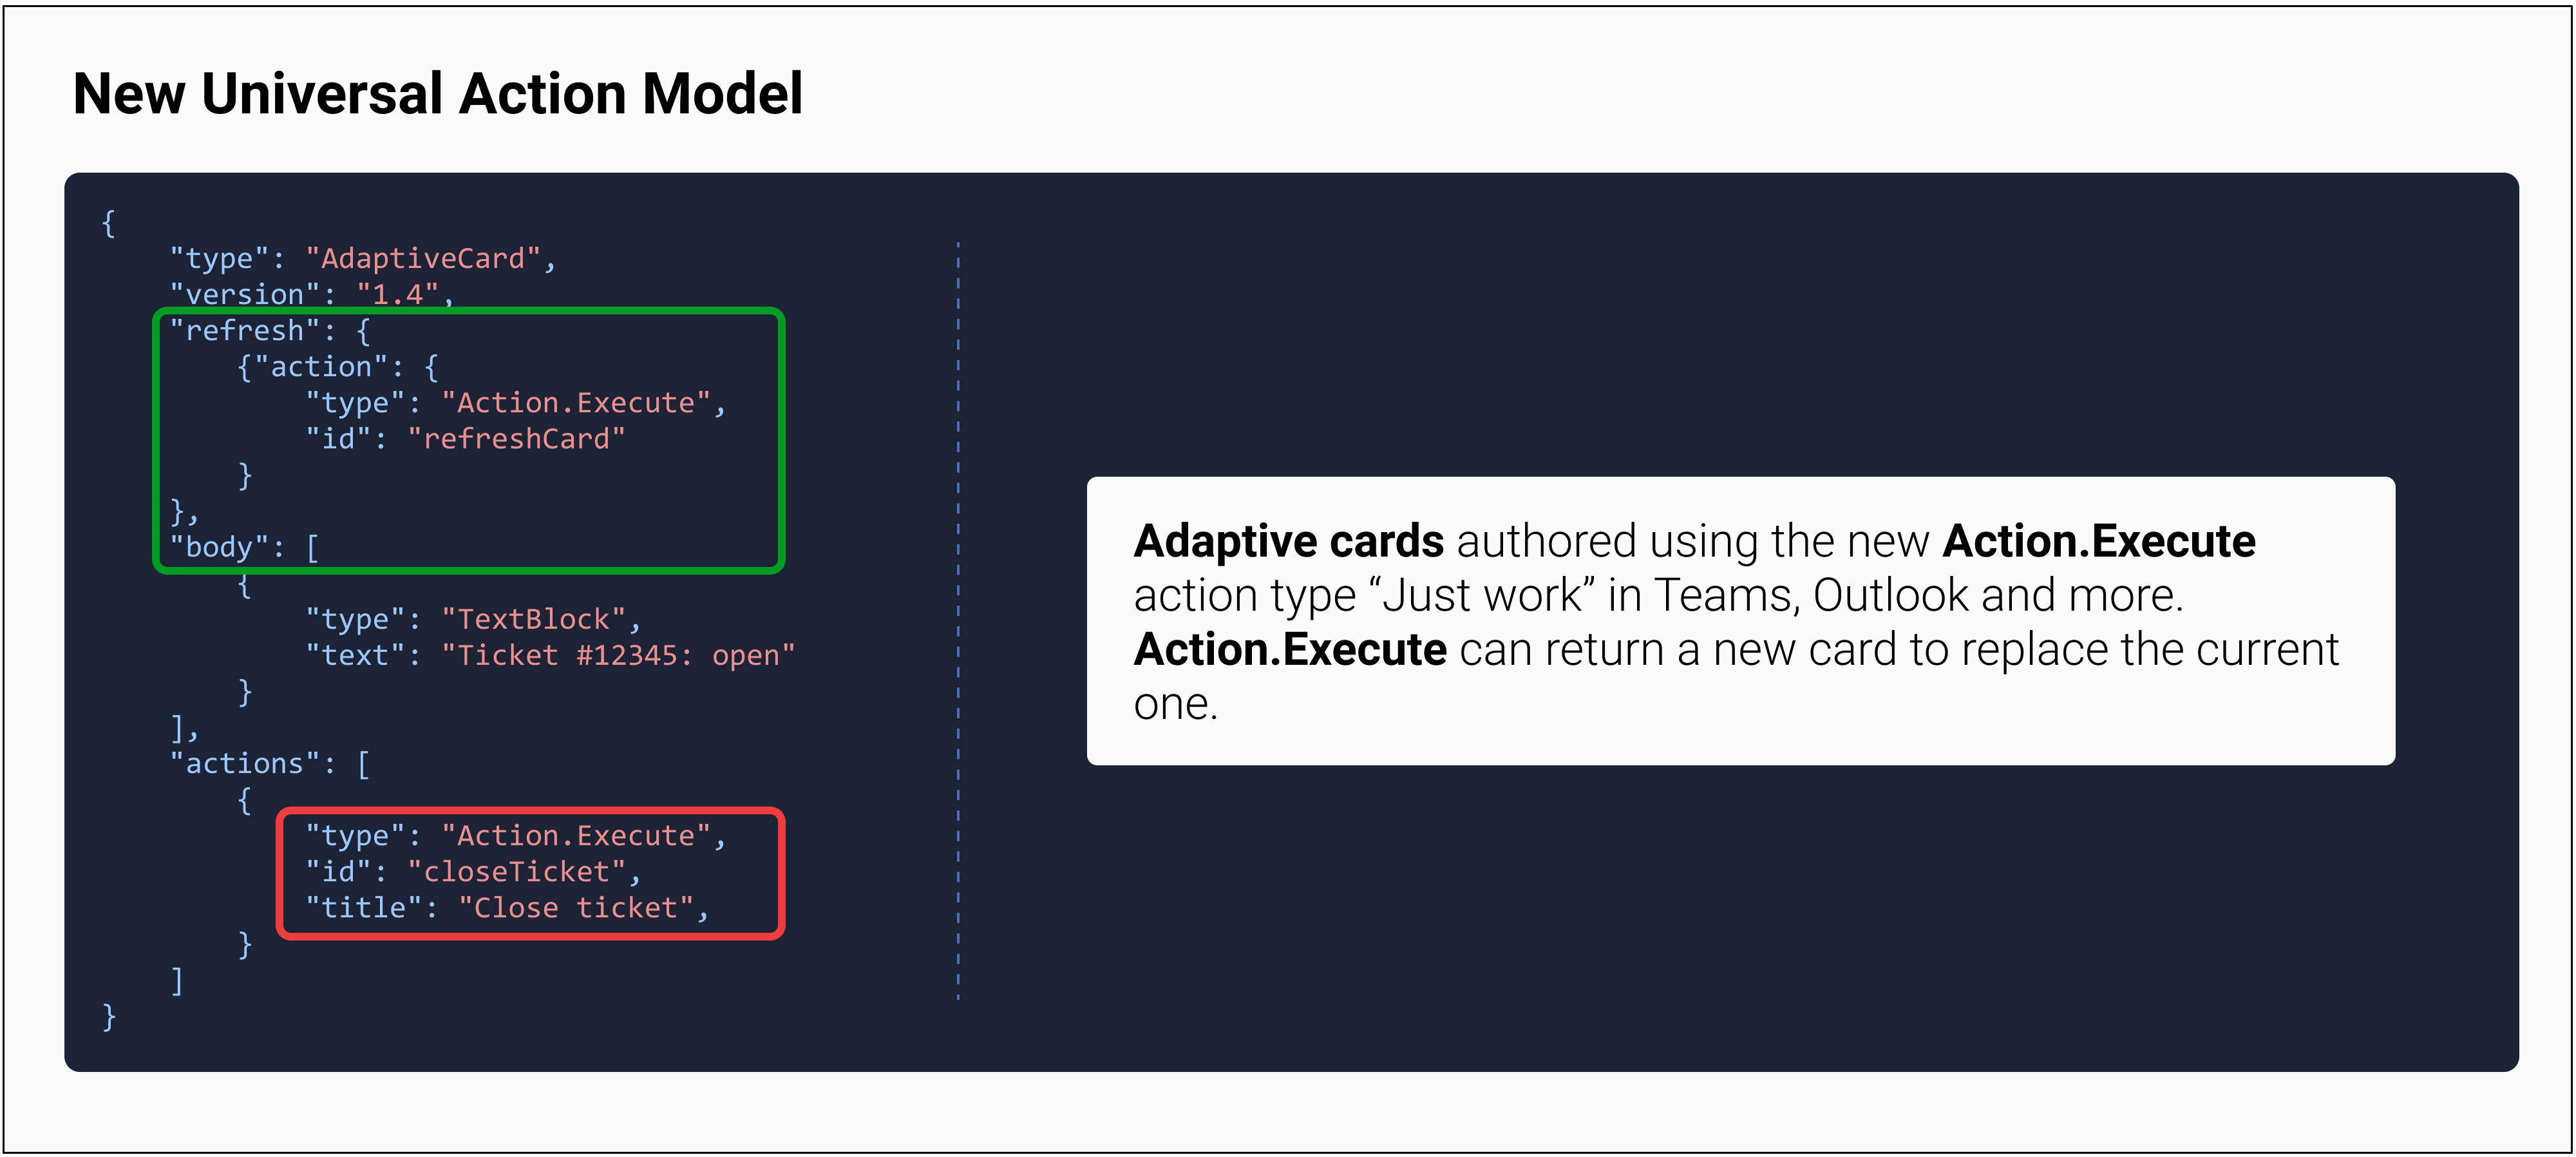 New Universal Action Model
{
    "type": "AdaptiveCard",
    "version": "1.4",
    "refresh": {
        {"action": {
            "type": "Action.Execute",
            "id": "refreshCard"
        }
    },
    "body": [
        {
            "type": "TextBlock",
            "text": "Ticket #12345: open"
        }
    ],
    "actions": [
        {
            "type": "Action.Execute",
            "id": "closeTicket",
            "title": "Close ticket",
        }
    ]
}
Adaptive cards authored using the new Action.Execute
action type “Just work” in Teams, Outlook and more.
Action.Execute can return a new card to replace the current
one.